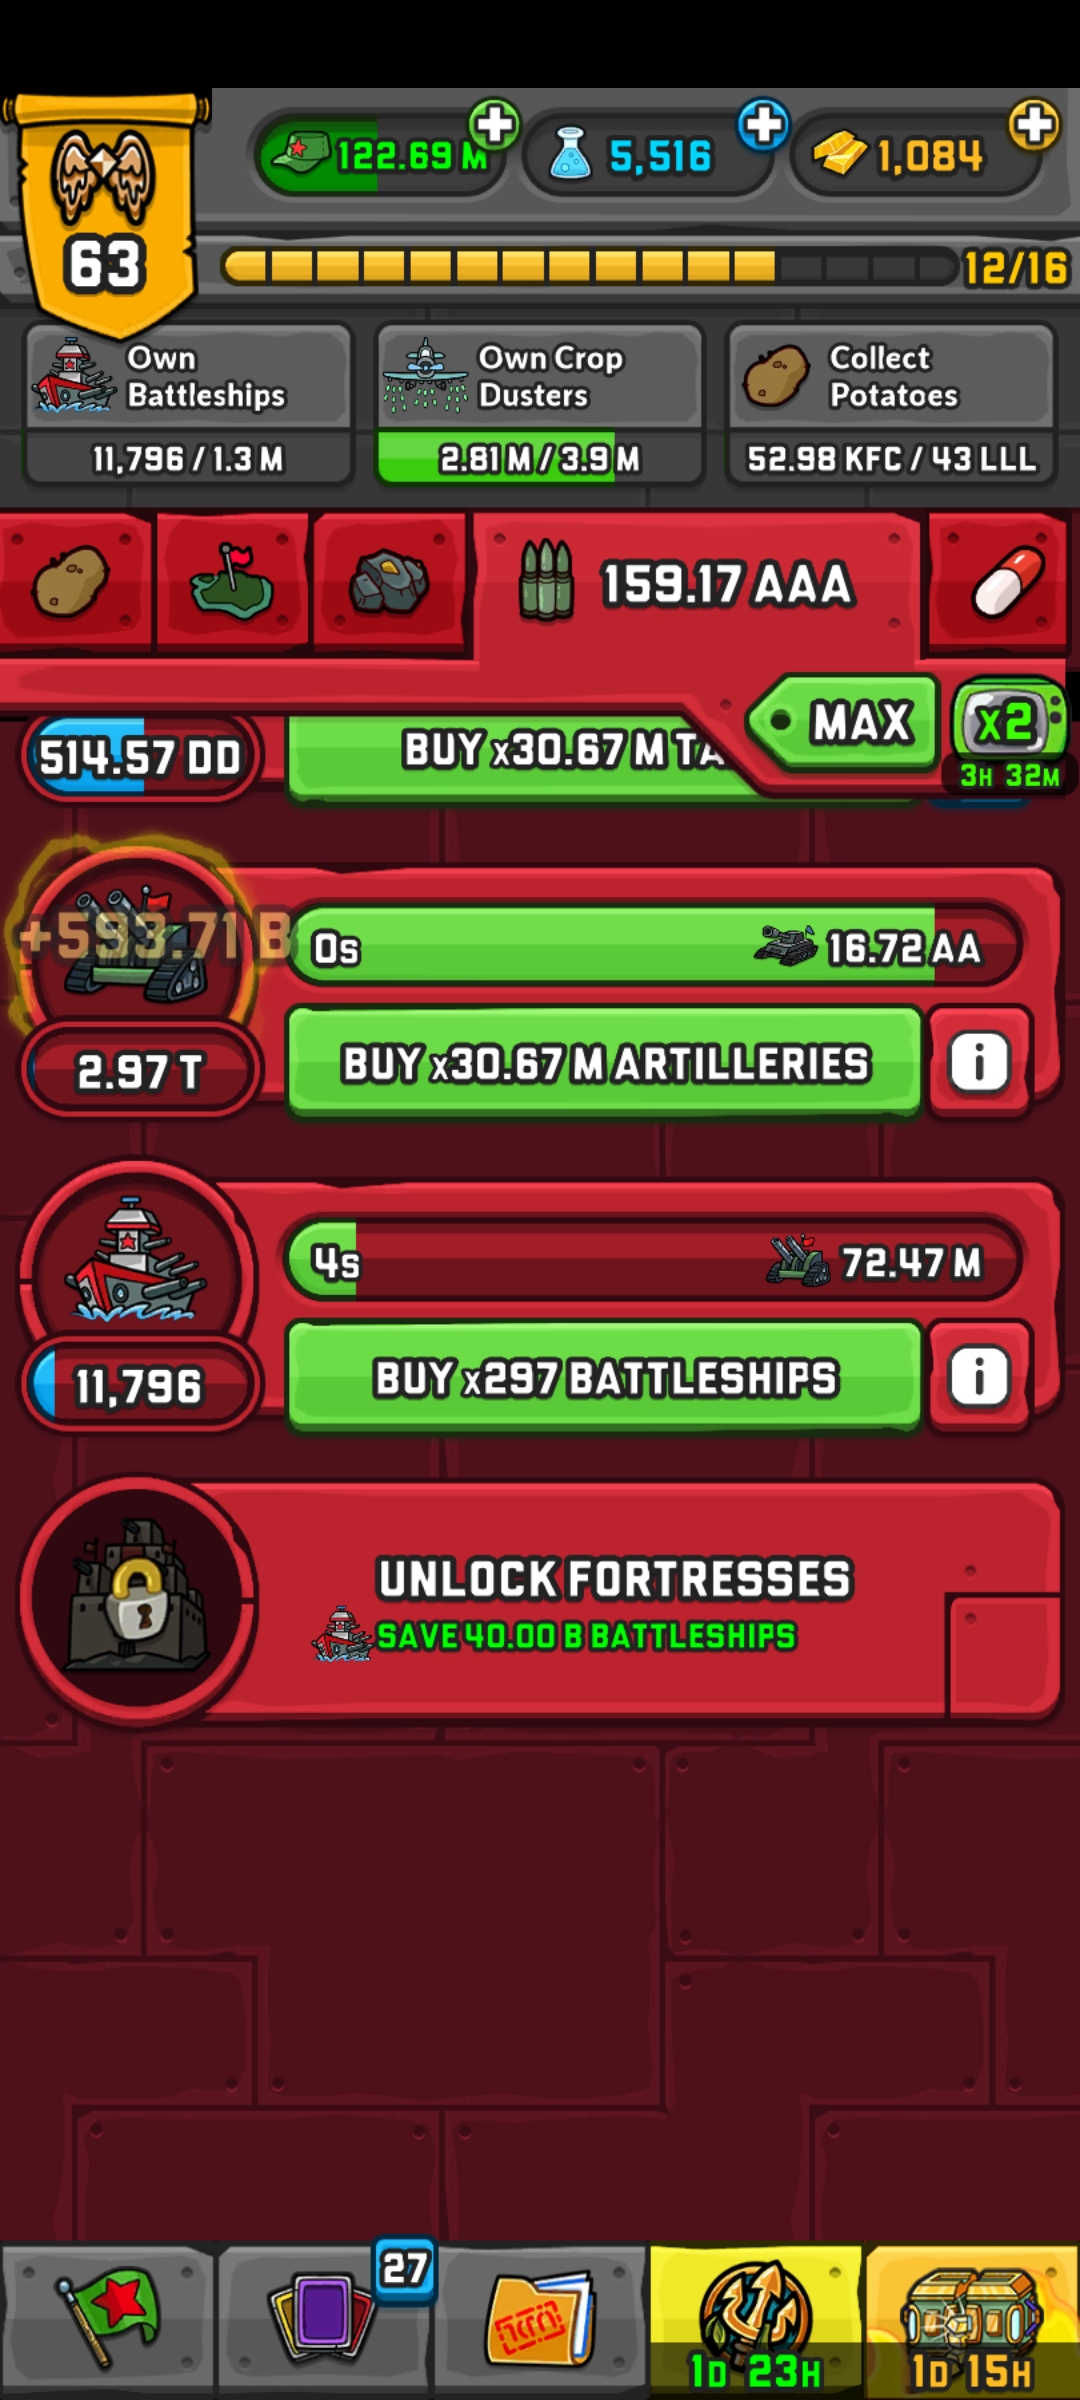 122.69 M
5,516
1,084
63
12/16
Own Battleships
11,796 / 1.3 M
Own Crop Dusters
2.81 M / 3.9 M
Collect Potatoes
52.98 KFC / 43 LLL
159.17 AAA
MAX
x2
3H 32M
514.57 DD
BUY x30.67 M TA
+593.71 B
0s
16.72 AA
2.97 T
BUY x30.67 M ARTILLERIES
i
4s
72.47 M
11,796
BUY x297 BATTLESHIPS
i
UNLOCK FORTRESSES
SAVE 40.00 B BATTLESHIPS
27
1D 23H
1D 15H